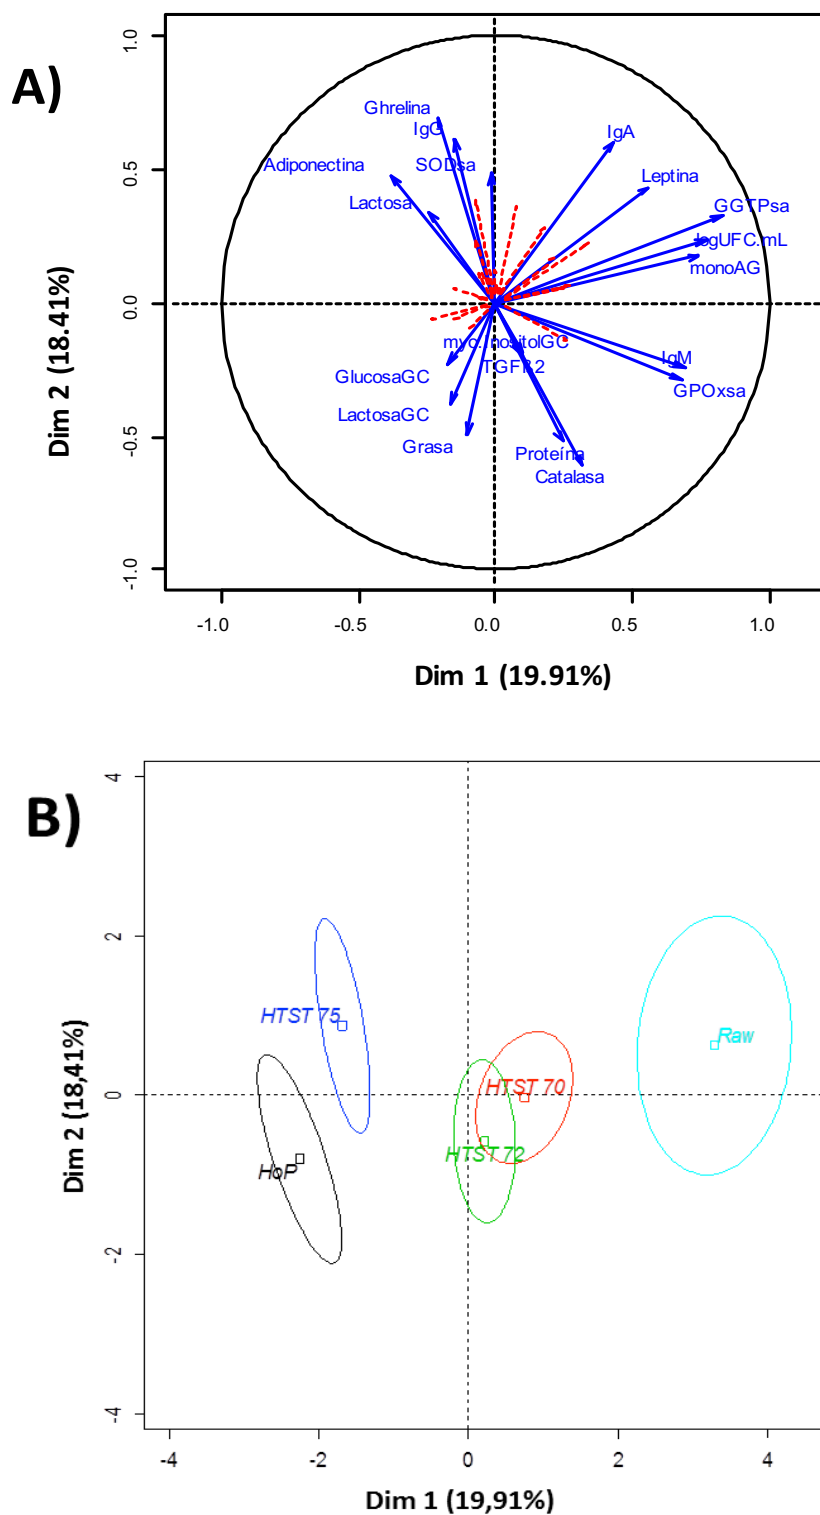 A)
1.0
0.5
0.0
-0.5
-1.0
Dim 2 (18.41%)
Ghrelina
IgG
IgA
Adiponectina
SODsa
Leptina
Lactosa
GGTPsa
logUFC.mL
monoAG
myo.inositolGC
IgM
TGFß2
GlucosaGC
GPOxsa
LactosaGC
Grasa
Proteína
Catalasa
-1.0
-0.5
0.0
0.5
1.0
Dim 1 (19.91%)
B)
4
2
0
-2
-4
Dim 2 (18,41%)
HTST 75
Raw
HTST 70
HTST 72
HoP
-4
-2
0
2
4
Dim 1 (19,91%)